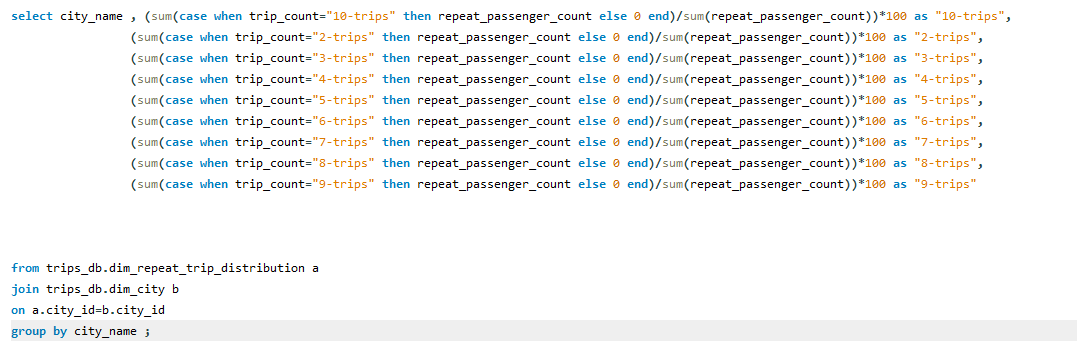 select city_name , (sum(case when trip_count="10-trips" then repeat_passenger_count else 0 end)/sum(repeat_passenger_count))*100 as "10-trips",
(sum(case when trip_count="2-trips" then repeat_passenger_count else 0 end)/sum(repeat_passenger_count))*100 as "2-trips",
(sum(case when trip_count="3-trips" then repeat_passenger_count else 0 end)/sum(repeat_passenger_count))*100 as "3-trips",
(sum(case when trip_count="4-trips" then repeat_passenger_count else 0 end)/sum(repeat_passenger_count))*100 as "4-trips",
(sum(case when trip_count="5-trips" then repeat_passenger_count else 0 end)/sum(repeat_passenger_count))*100 as "5-trips",
(sum(case when trip_count="6-trips" then repeat_passenger_count else 0 end)/sum(repeat_passenger_count))*100 as "6-trips",
(sum(case when trip_count="7-trips" then repeat_passenger_count else 0 end)/sum(repeat_passenger_count))*100 as "7-trips",
(sum(case when trip_count="8-trips" then repeat_passenger_count else 0 end)/sum(repeat_passenger_count))*100 as "8-trips",
(sum(case when trip_count="9-trips" then repeat_passenger_count else 0 end)/sum(repeat_passenger_count))*100 as "9-trips"
from trips_db.dim_repeat_trip_distribution a
join trips_db.dim_city b
on a.city_id=b.city_id
group by city_name ;